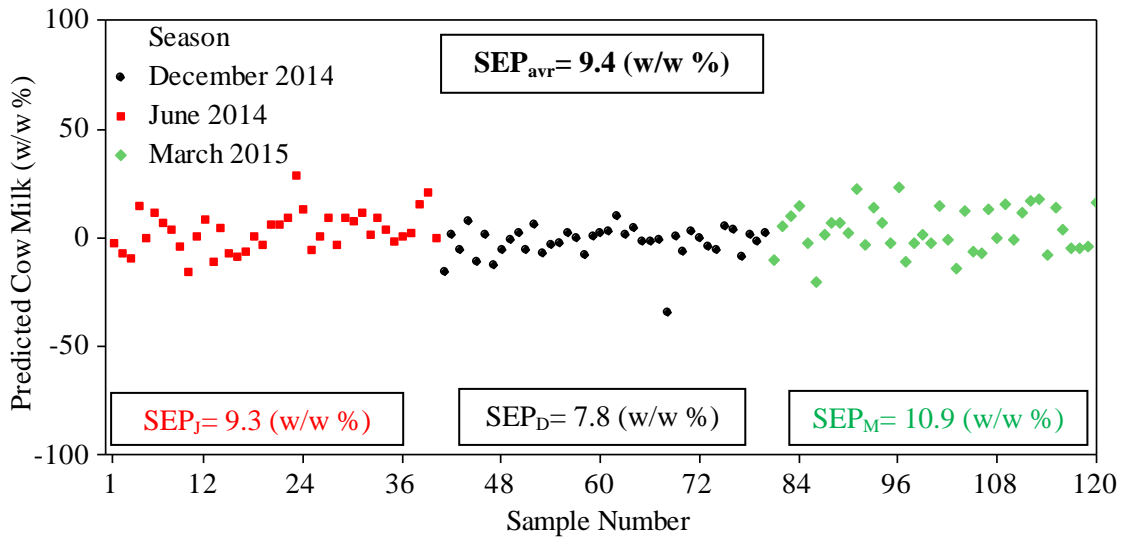 Predicted Cow Milk (w/w %)
100
50
0
-50
-100
Season
December 2014
June 2014
March 2015
SEPavr= 9.4 (w/w %)
SEPJ= 9.3 (w/w %)
SEPD= 7.8 (w/w %)
SEPM= 10.9 (w/w %)
1 12 24 36 48 60 72 84 96 108 120
Sample Number